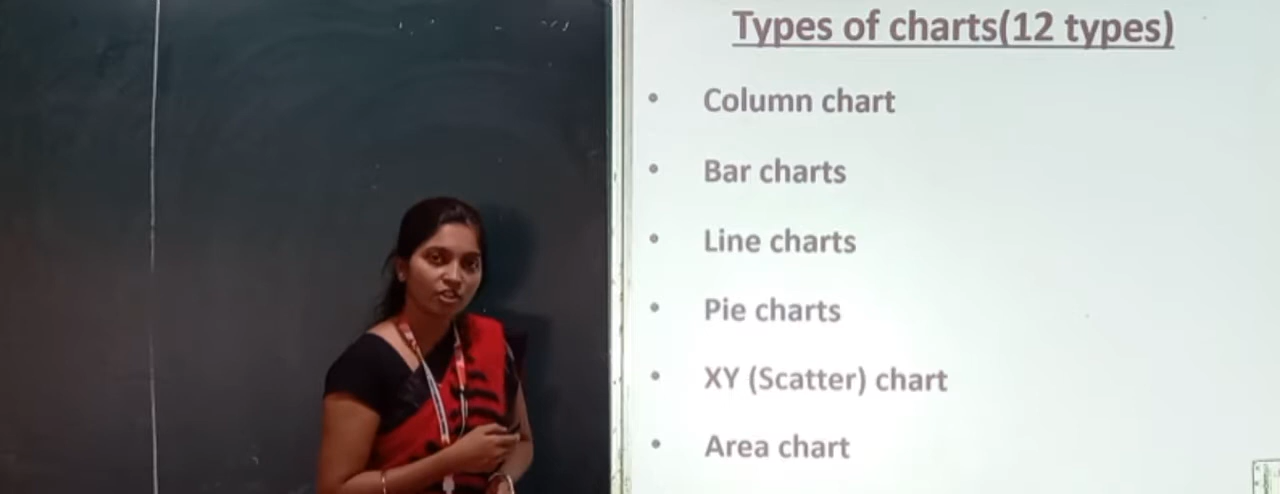 Types of charts(12 types)
• Column chart
• Bar charts
• Line charts
• Pie charts
• XY (Scatter) chart
• Area chart